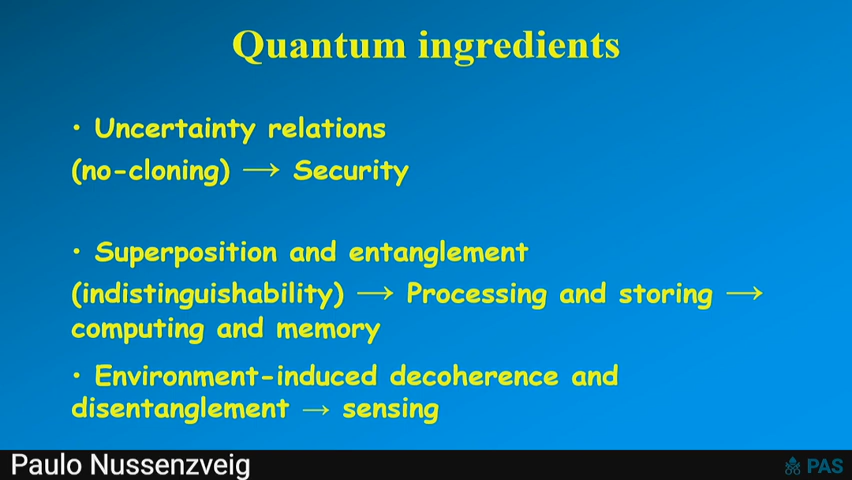 Quantum ingredients
• Uncertainty relations
(no-cloning) → Security
• Superposition and entanglement
(indistinguishability) → Processing and storing →
computing and memory
• Environment-induced decoherence and
disentanglement → sensing
Paulo Nussenzveig
PAS